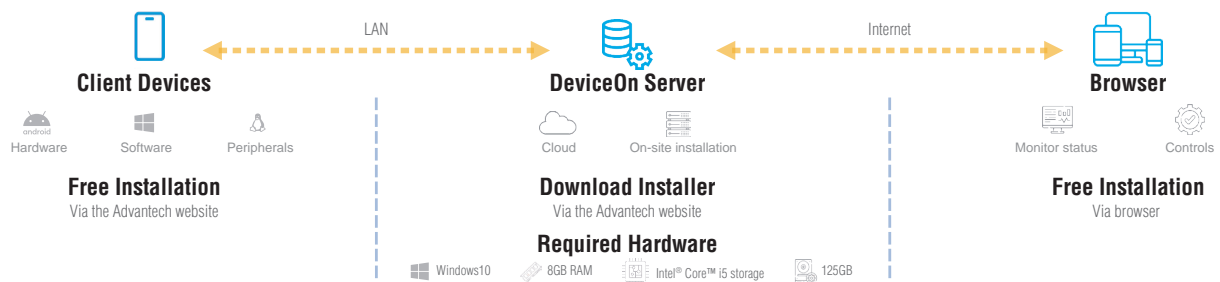 LAN
Internet
Client Devices
DeviceOn Server
Browser
android
Hardware
Software
Peripherals
Cloud
On-site installation
Monitor status
Controls
Free Installation
Via the Advantech website
Download Installer
Via the Advantech website
Free Installation
Via browser
Required Hardware
Windows10
8GB RAM
Intel® Core™ i5 storage
125GB